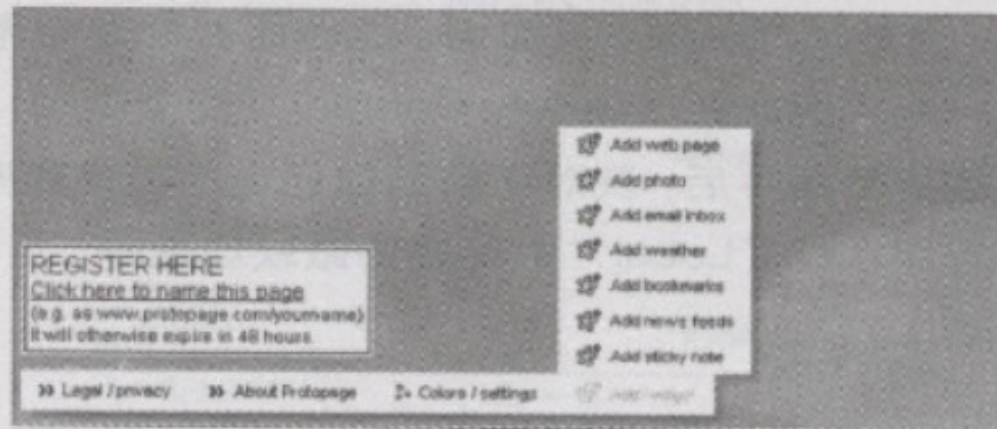 Add web page
Add photo
Add email inbox
Add weather
Add bookmarks
Add news feeds
Add sticky note
REGISTER HERE
Click here to name this page
(e.g. as www.protopage.com/yourname)
It will otherwise expire in 48 hours.
Legal / privacy About Protopage Colors / settings Add widget